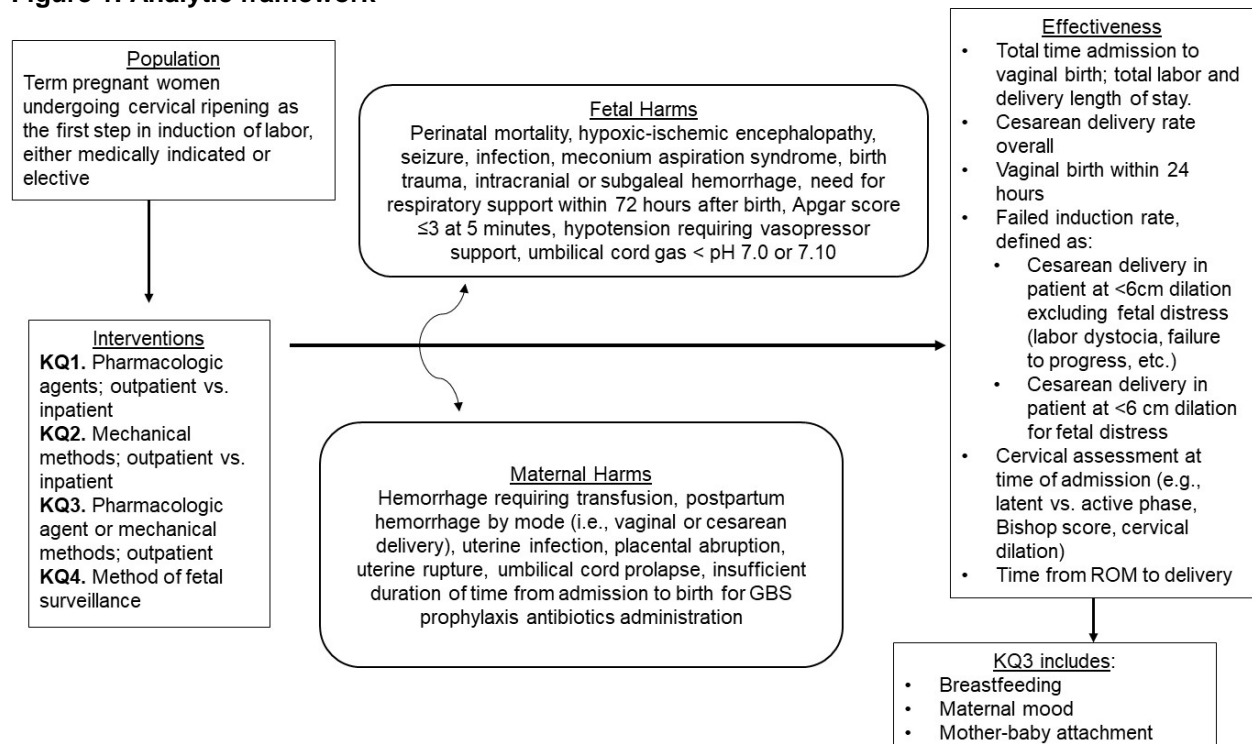 Figure 1. Analytic framework
Population
Term pregnant women
undergoing cervical ripening as
the first step in induction of labor,
either medically indicated or
elective
Interventions
KQ1. Pharmacologic
agents; outpatient vs.
inpatient
KQ2. Mechanical
methods; outpatient vs.
inpatient
KQ3. Pharmacologic
agent or mechanical
methods; outpatient
KQ4. Method of fetal
surveillance
Fetal Harms
Perinatal mortality, hypoxic-ischemic encephalopathy,
seizure, infection, meconium aspiration syndrome, birth
trauma, intracranial or subgaleal hemorrhage, need for
respiratory support within 72 hours after birth, Apgar score
≤3 at 5 minutes, hypotension requiring vasopressor
support, umbilical cord gas < pH 7.0 or 7.10
Maternal Harms
Hemorrhage requiring transfusion, postpartum
hemorrhage by mode (i.e., vaginal or cesarean
delivery), uterine infection, placental abruption,
uterine rupture, umbilical cord prolapse, insufficient
duration of time from admission to birth for GBS
prophylaxis antibiotics administration
Effectiveness
• Total time admission to
vaginal birth; total labor and
delivery length of stay.
• Cesarean delivery rate
overall
• Vaginal birth within 24
hours
• Failed induction rate,
defined as:
• Cesarean delivery in
patient at <6cm dilation
excluding fetal distress
(labor dystocia, failure
to progress, etc.)
• Cesarean delivery in
patient at <6 cm dilation
for fetal distress
• Cervical assessment at
time of admission (e.g.,
latent vs. active phase,
Bishop score, cervical
dilation)
• Time from ROM to delivery
KQ3 includes:
• Breastfeeding
• Maternal mood
• Mother-baby attachment